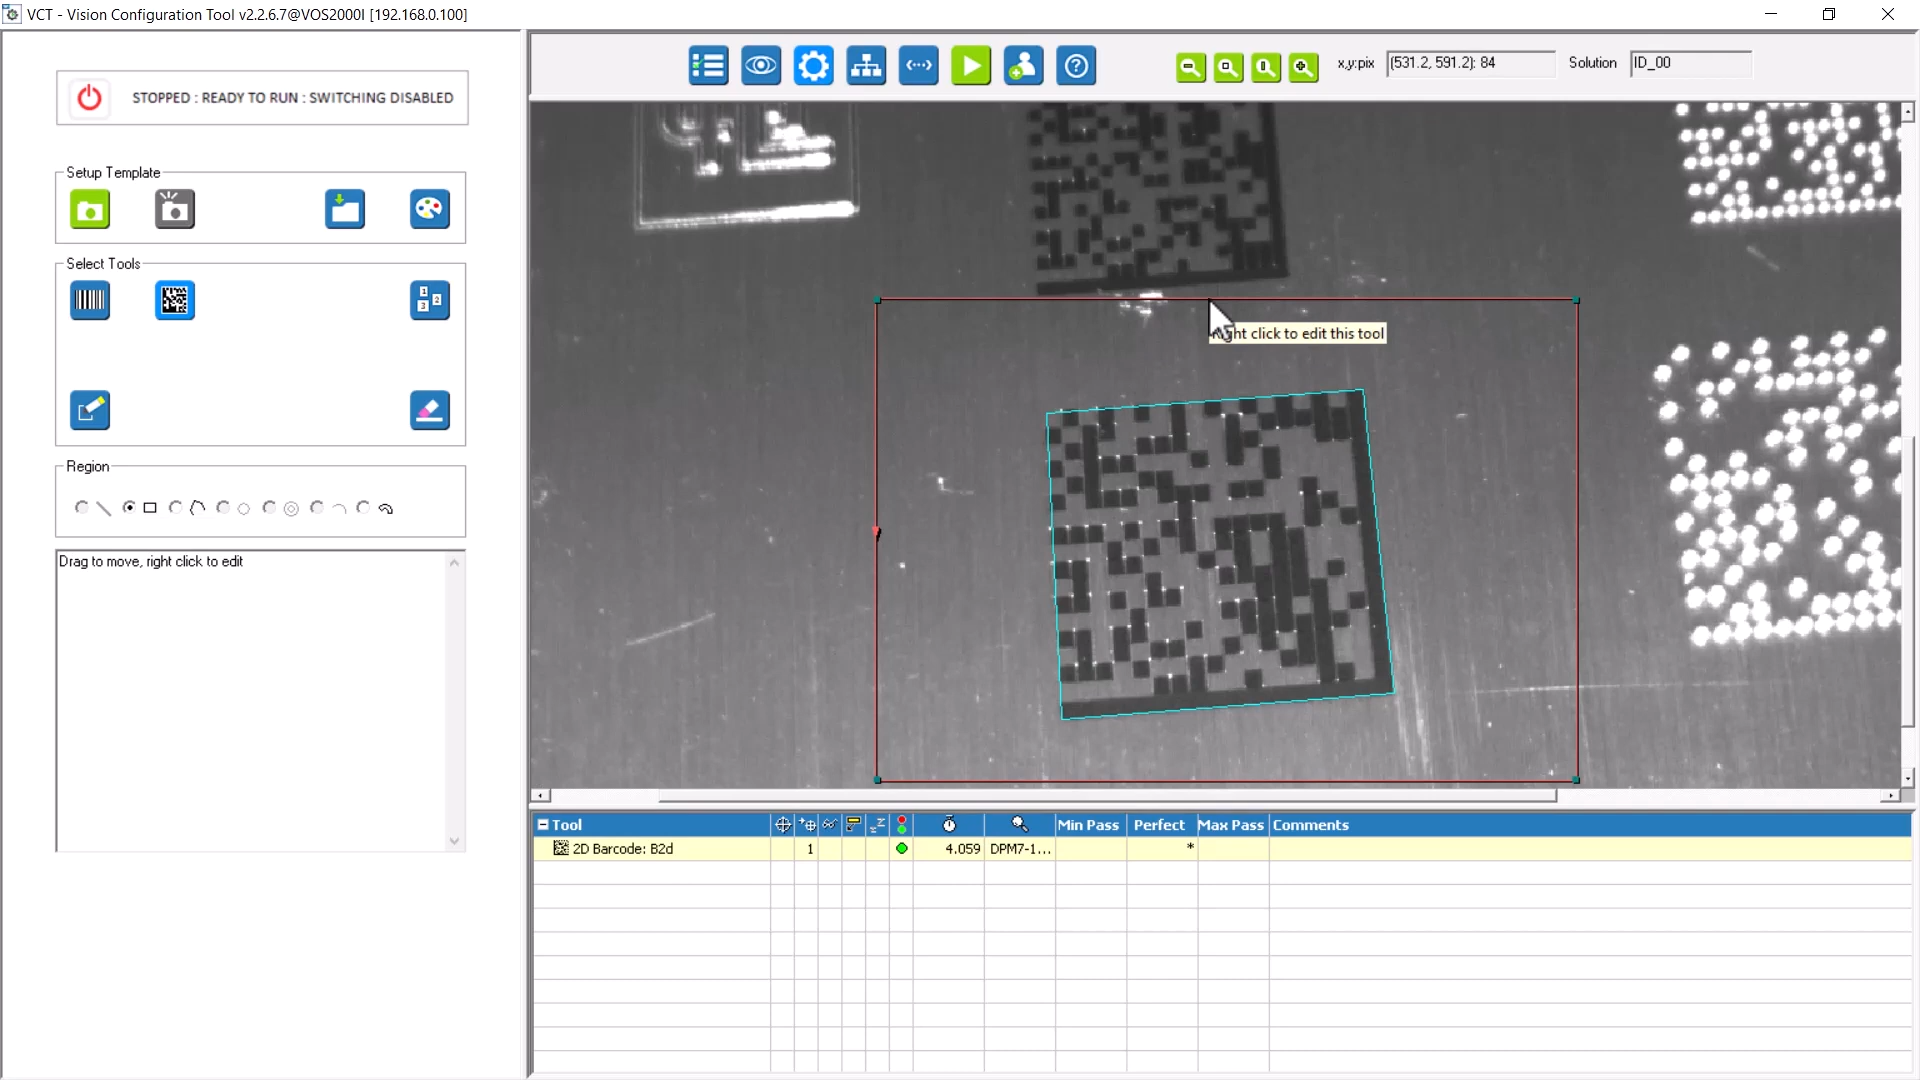 VCT - Vision Configuration Tool v2.2.6.7@VOS2000I [192.168.0.100]
STOPPED : READY TO RUN : SWITCHING DISABLED
x,y:pix (531.2, 591.2): 84 Solution ID_00
Setup Template
Select Tools
1 2 3
Region
Drag to move, right click to edit
click to edit this tool
Tool Min Pass Perfect Max Pass Comments
2D Barcode: B2d 1 4.059 DPM7-1... *